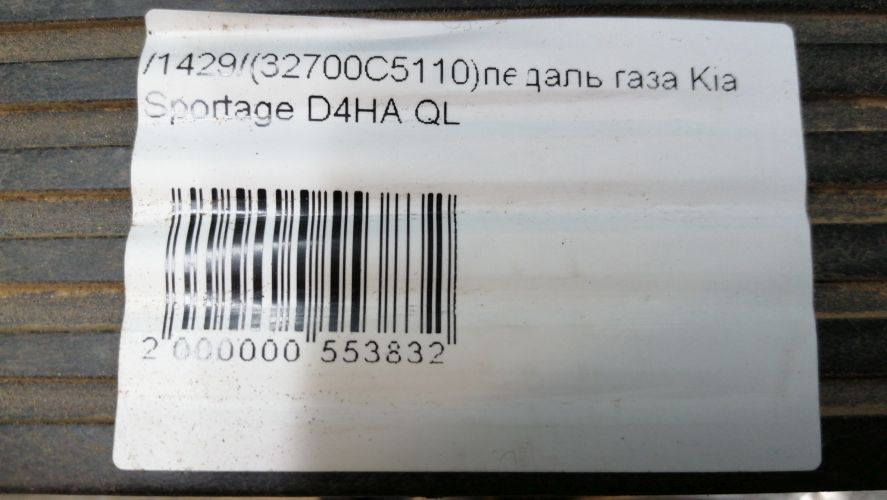 /1429/(32700C5110)педаль газа Kia
Sportage D4HA QL
2 000000 553832